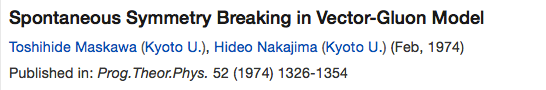 Spontaneous Symmetry Breaking in Vector-Gluon Model
Toshihide Maskawa (Kyoto U.), Hideo Nakajima (Kyoto U.) (Feb, 1974)
Published in: Prog.Theor.Phys. 52 (1974) 1326-1354